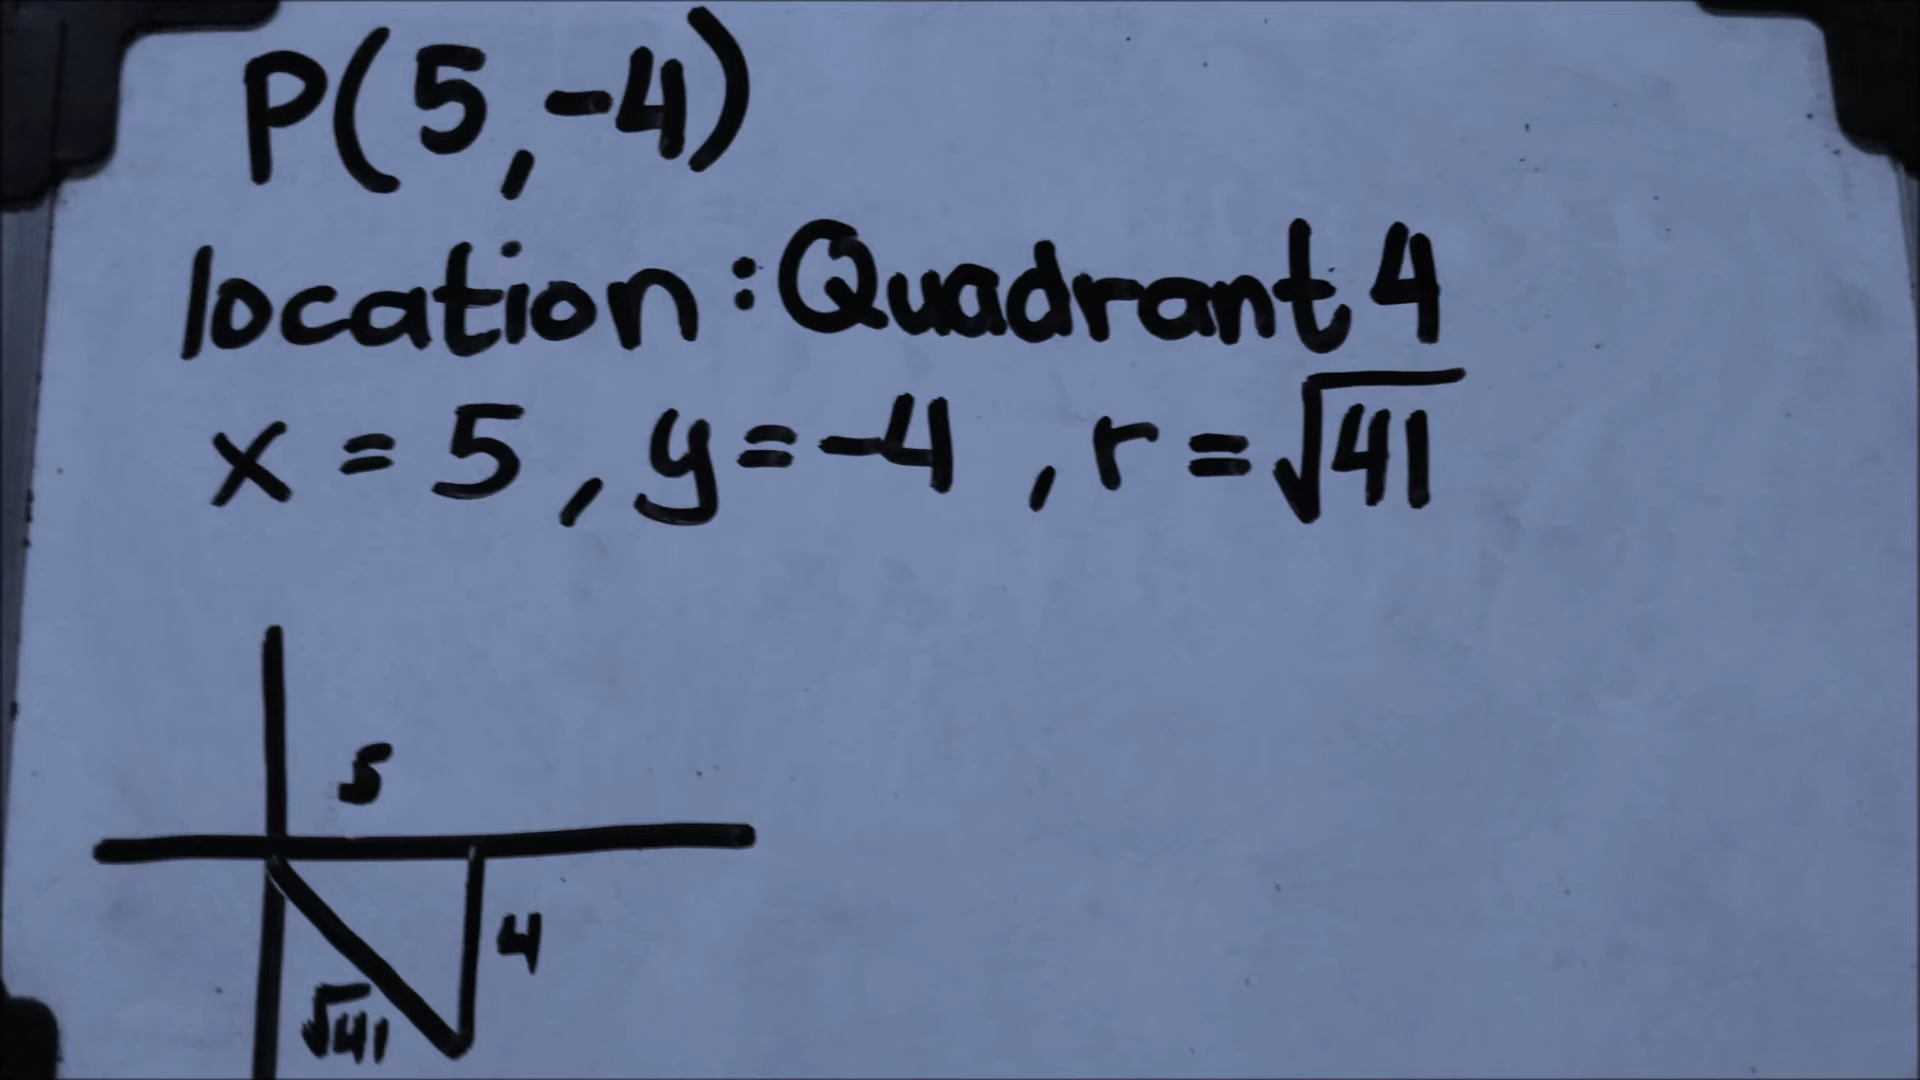 P(5,-4)
location:Quadrant 4
x = 5, y=-4, r=√41
5
4
√41